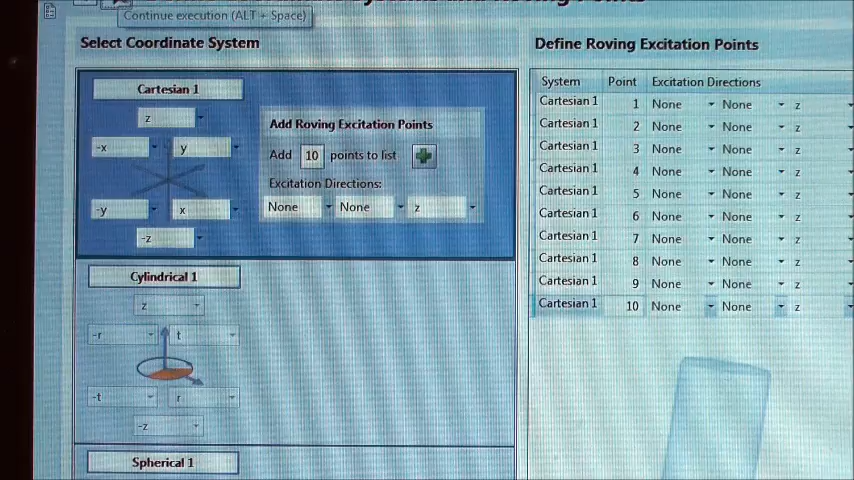 Continue execution (ALT + Space)
and Roving Points
Select Coordinate System
Define Roving Excitation Points
Cartesian 1
z
-x
y
-y
x
-z
Add Roving Excitation Points
Add 10 points to list
Excitation Directions:
None None z
Cylindrical 1
z
-r
t
-t
r
-z
Spherical 1
System Point Excitation Directions
Cartesian 1 1 None None z
Cartesian 1 2 None None z
Cartesian 1 3 None None z
Cartesian 1 4 None None z
Cartesian 1 5 None None z
Cartesian 1 6 None None z
Cartesian 1 7 None None z
Cartesian 1 8 None None z
Cartesian 1 9 None None z
Cartesian 1 10 None None z